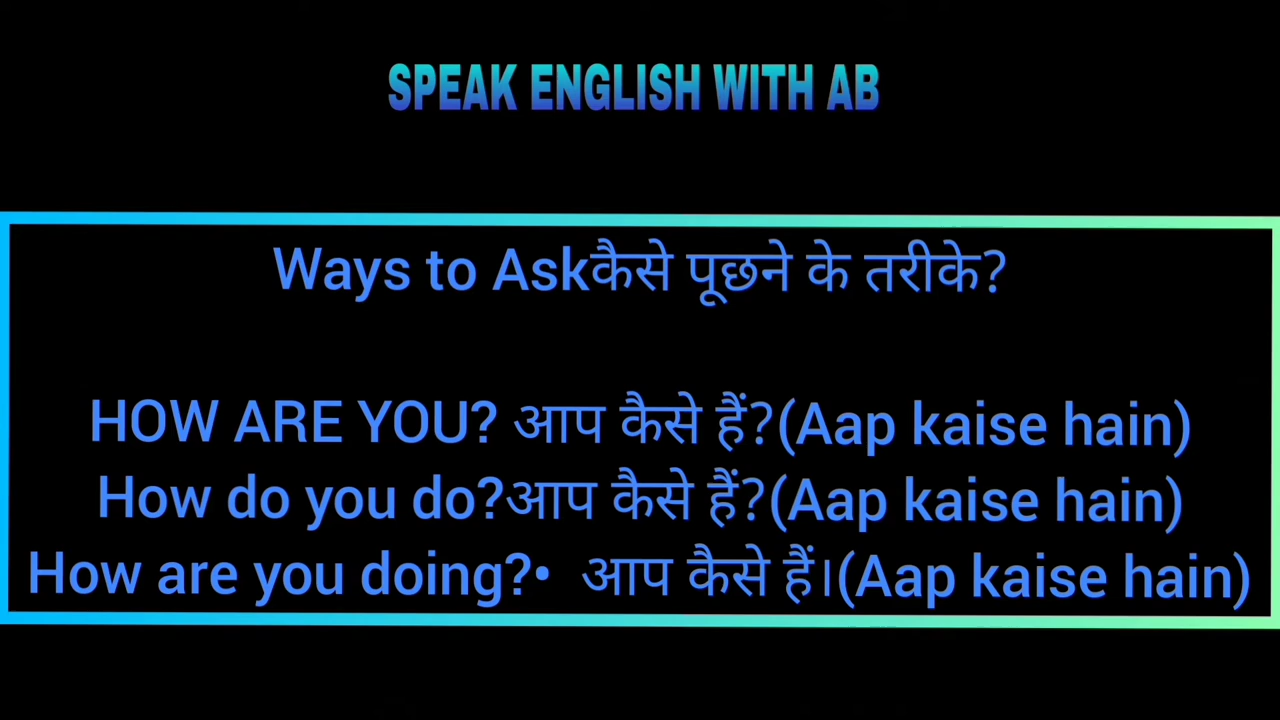 SPEAK ENGLISH WITH AB
Ways to Askकैसे पूछने के तरीके?
HOW ARE YOU? आप कैसे हैं?(Aap kaise hain)
How do you do?आप कैसे हैं?(Aap kaise hain)
How are you doing?• आप कैसे हैं।(Aap kaise hain)